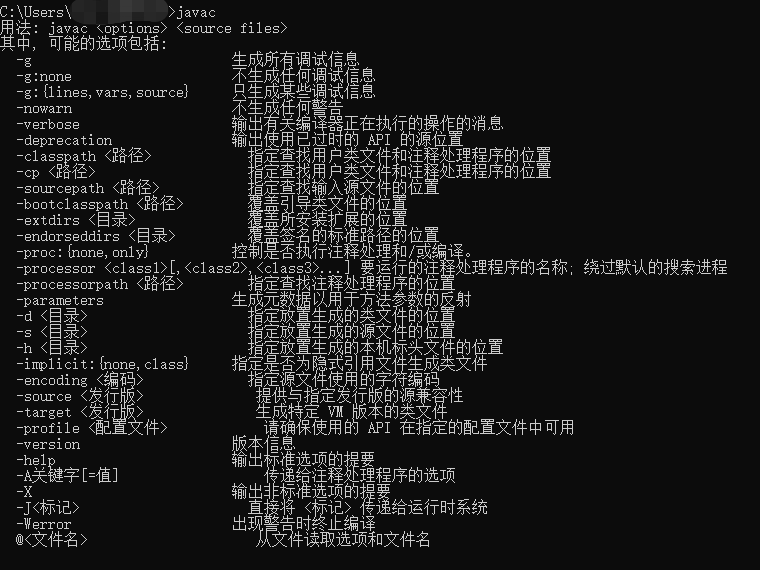 C:\Users\ >javac
用法: javac <options> <source files>
其中, 可能的选项包括:
-g 生成所有调试信息
-g:none 不生成任何调试信息
-g:{lines,vars,source} 只生成某些调试信息
-nowarn 不生成任何警告
-verbose 输出有关编译器正在执行的操作的消息
-deprecation 输出使用已过时的 API 的源位置
-classpath <路径> 指定查找用户类文件和注释处理程序的位置
-cp <路径> 指定查找用户类文件和注释处理程序的位置
-sourcepath <路径> 指定查找输入源文件的位置
-bootclasspath <路径> 覆盖引导类文件的位置
-extdirs <目录> 覆盖所安装扩展的位置
-endorseddirs <目录> 覆盖签名的标准路径的位置
-proc:{none,only} 控制是否执行注释处理和/或编译。
-processor <class1>[,<class2>,<class3>...] 要运行的注释处理程序的名称; 绕过默认的搜索进程
-processorpath <路径> 指定查找注释处理程序的位置
-parameters 生成元数据以用于方法参数的反射
-d <目录> 指定放置生成的类文件的位置
-s <目录> 指定放置生成的源文件的位置
-h <目录> 指定放置生成的本机标头文件的位置
-implicit:{none,class} 指定是否为隐式引用文件生成类文件
-encoding <编码> 指定源文件使用的字符编码
-source <发行版> 提供与指定发行版的源兼容性
-target <发行版> 生成特定 VM 版本的类文件
-profile <配置文件> 请确保使用的 API 在指定的配置文件中可用
-version 版本信息
-help 输出标准选项的提要
-A关键字[=值] 传递给注释处理程序的选项
-X 输出非标准选项的提要
-J<标记> 直接将 <标记> 传递给运行时系统
-Werror 出现警告时终止编译
@<文件名> 从文件读取选项和文件名